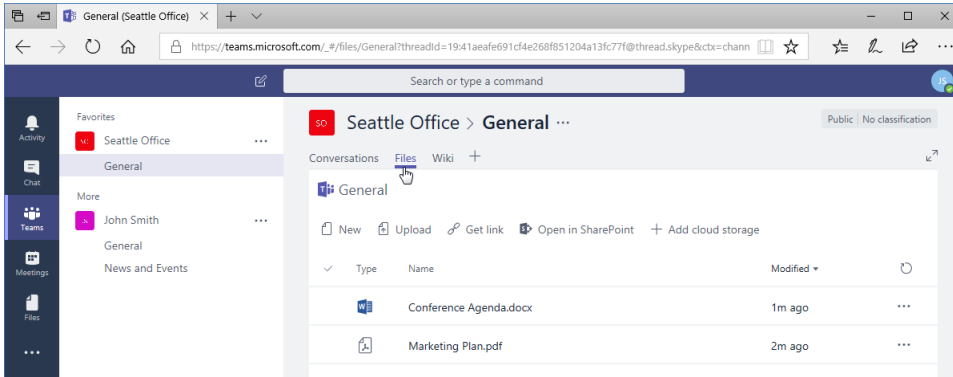 General (Seattle Office)
https://teams.microsoft.com/_#/files/General?threadId=19:41aeafe691cf4e268f851204a13fc77f@thread.skype&ctx=chann
Search or type a command
JS
Activity
Chat
Teams
Meetings
Files
Favorites
SO Seattle Office
General
More
John Smith
General
News and Events
SO Seattle Office > General ...
Public | No classification
Conversations Files Wiki +
General
New Upload Get link Open in SharePoint + Add cloud storage
Type Name Modified
Conference Agenda.docx 1m ago ...
Marketing Plan.pdf 2m ago ...